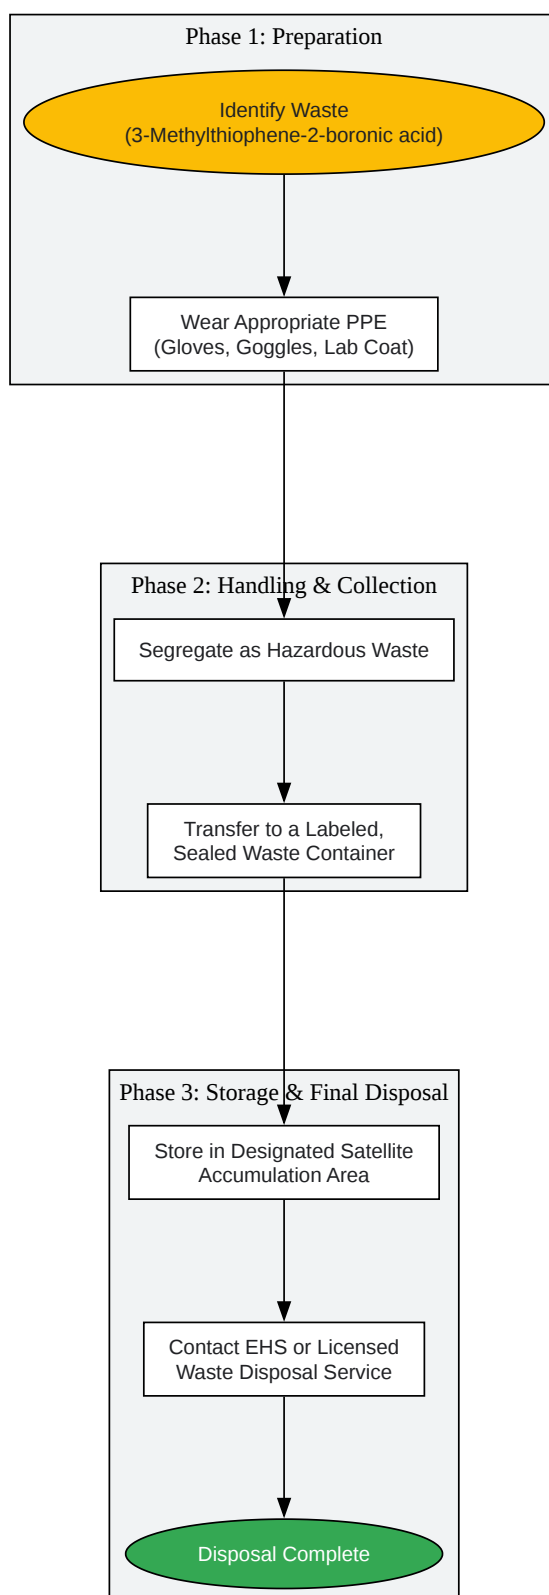 Phase 1: Preparation
Identify Waste
(3-Methylthiophene-2-boronic acid)
Wear Appropriate PPE
(Gloves, Goggles, Lab Coat)
Phase 2: Handling & Collection
Segregate as Hazardous Waste
Transfer to a Labeled,
Sealed Waste Container
Phase 3: Storage & Final Disposal
Store in Designated Satellite
Accumulation Area
Contact EHS or Licensed
Waste Disposal Service
Disposal Complete